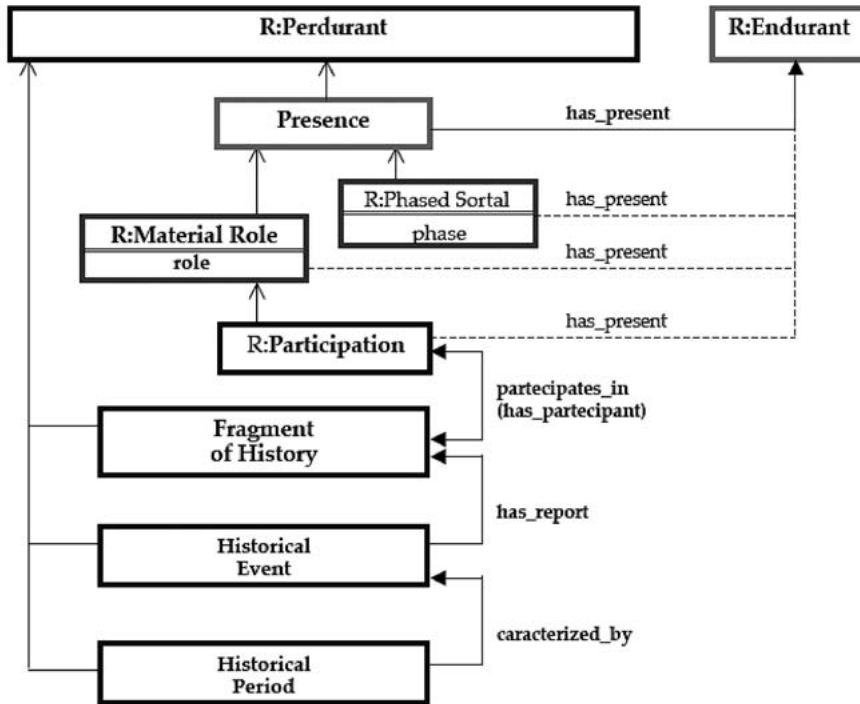 R:Perdurant
R:Endurant
Presence
has_present
R:Phased Sortal
has_present
phase
R:Material Role
has_present
role
has_present
R:Participation
partecipates_in
(has_partecipant)
Fragment
of History
has_report
Historical
Event
caracterized_by
Historical
Period